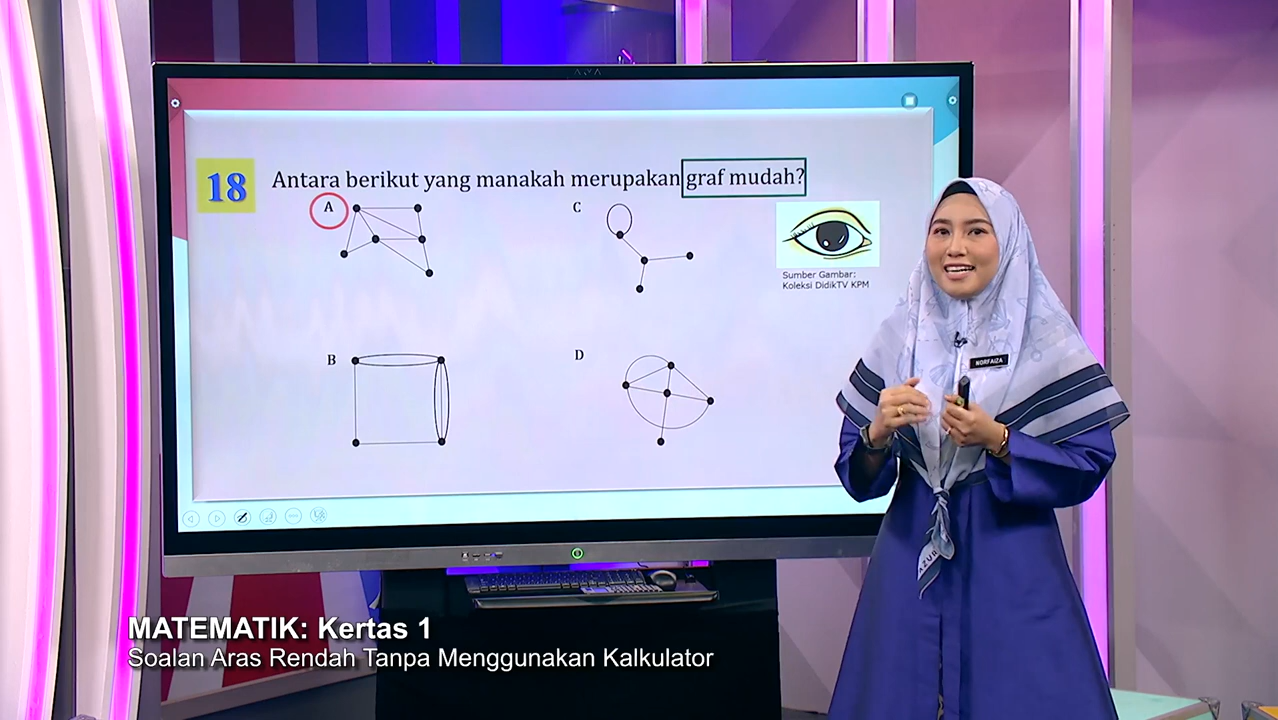 18
Antara berikut yang manakah merupakan graf mudah?
A
C
Sumber Gambar:
Koleksi DidikTV KPM
B
D
NORFAIZA
AZUR
MATEMATIK: Kertas 1
Soalan Aras Rendah Tanpa Menggunakan Kalkulator